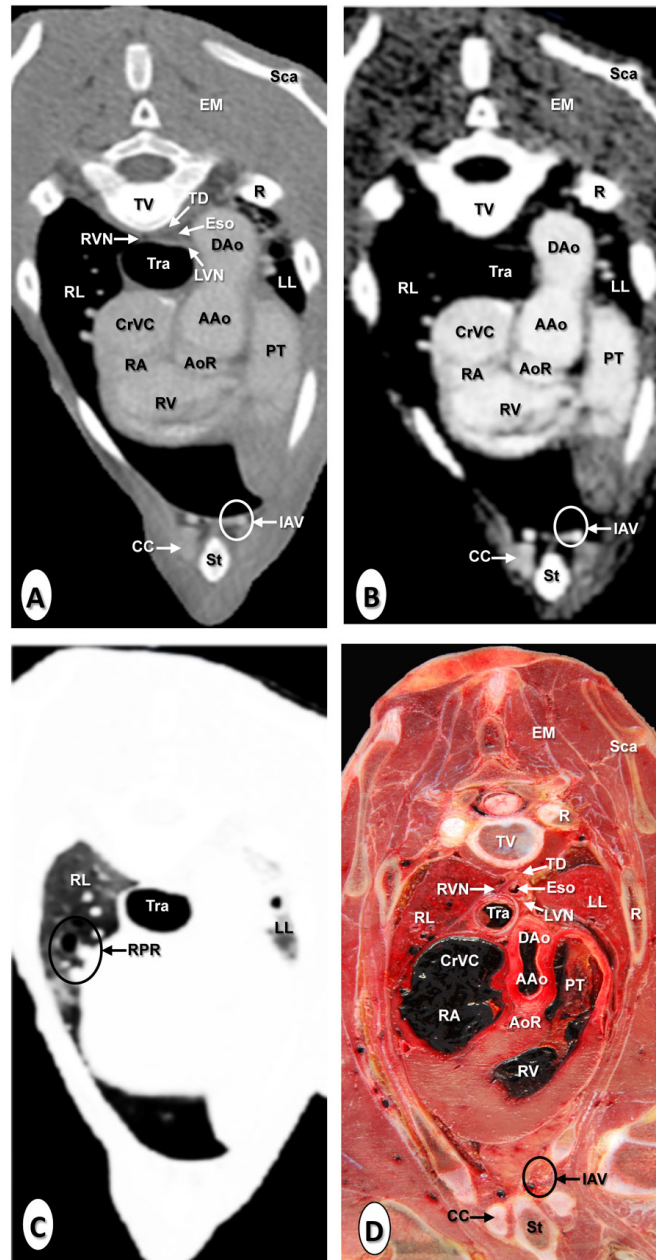 Sca
EM
TV
TD
R
Eso
RVN
DAo
LVN
Tra
RL
LL
CrVC
AAo
PT
RA
AoR
RV
IAV
CC
St
A
Sca
EM
R
TV
DAo
Tra
RL
LL
CrVC
AAo
PT
RA
AoR
RV
IAV
CC
St
B
RL
Tra
LL
RPR
C
EM
Sca
R
TV
TD
RVN
Eso
LL
RL
LVN
R
Tra
DAo
CrVC
AAo
PT
RA
AoR
RV
IAV
CC
St
D